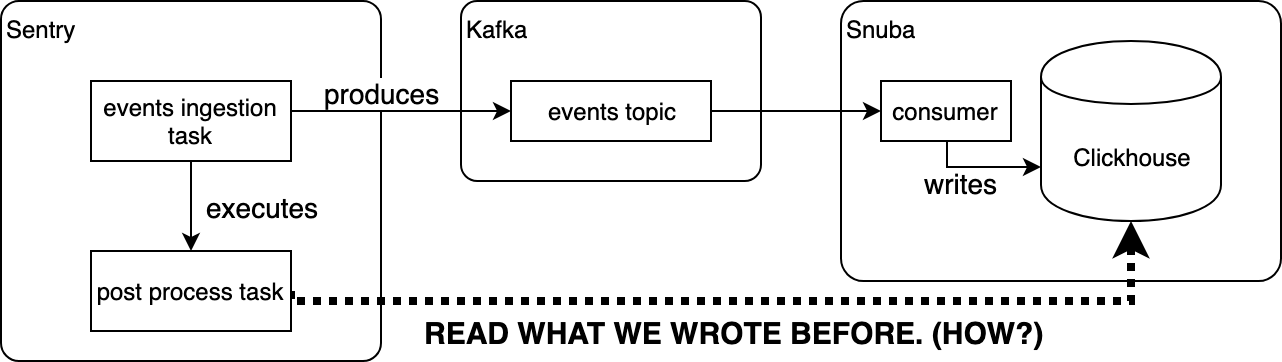 Sentry
Kafka
Snuba
events ingestion
task
produces
events topic
consumer
Clickhouse
writes
executes
post process task
READ WHAT WE WROTE BEFORE. (HOW?)